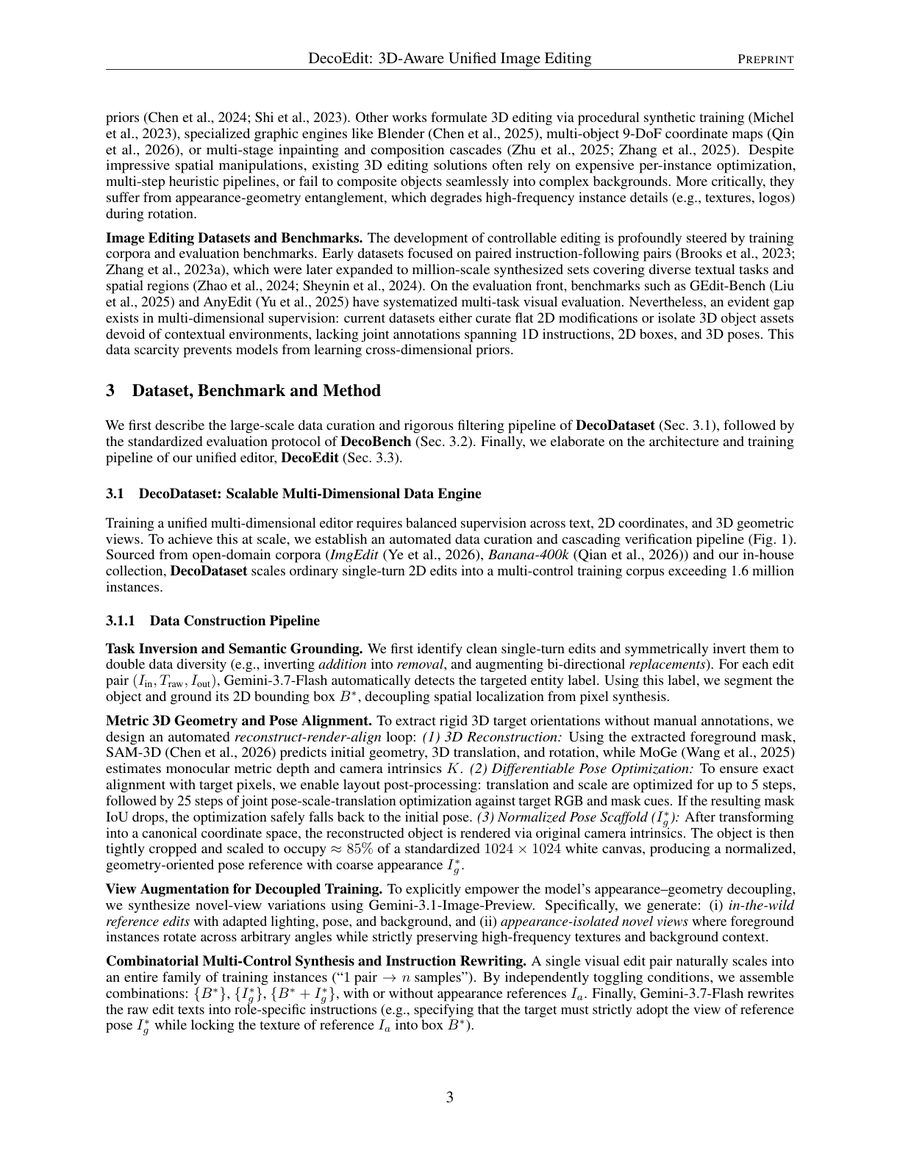 DecoEdit: 3D-Aware Unified Image Editing PREPRINT
priors (Chen et al., 2024; Shi et al., 2023). Other works formulate 3D editing via procedural synthetic training (Michel
et al., 2023), specialized graphic engines like Blender (Chen et al., 2025), multi-object 9-DoF coordinate maps (Qin
et al., 2026), or multi-stage inpainting and composition cascades (Zhu et al., 2025; Zhang et al., 2025). Despite
impressive spatial manipulations, existing 3D editing solutions often rely on expensive per-instance optimization,
multi-step heuristic pipelines, or fail to composite objects seamlessly into complex backgrounds. More critically, they
suffer from appearance-geometry entanglement, which degrades high-frequency instance details (e.g., textures, logos)
during rotation.
Image Editing Datasets and Benchmarks. The development of controllable editing is profoundly steered by training
corpora and evaluation benchmarks. Early datasets focused on paired instruction-following pairs (Brooks et al., 2023;
Zhang et al., 2023a), which were later expanded to million-scale synthesized sets covering diverse textual tasks and
spatial regions (Zhao et al., 2024; Sheynin et al., 2024). On the evaluation front, benchmarks such as GEdit-Bench (Liu
et al., 2025) and AnyEdit (Yu et al., 2025) have systematized multi-task visual evaluation. Nevertheless, an evident gap
exists in multi-dimensional supervision: current datasets either curate flat 2D modifications or isolate 3D object assets
devoid of contextual environments, lacking joint annotations spanning 1D instructions, 2D boxes, and 3D poses. This
data scarcity prevents models from learning cross-dimensional priors.
3 Dataset, Benchmark and Method
We first describe the large-scale data curation and rigorous filtering pipeline of DecoDataset (Sec. 3.1), followed by
the standardized evaluation protocol of DecoBench (Sec. 3.2). Finally, we elaborate on the architecture and training
pipeline of our unified editor, DecoEdit (Sec. 3.3).
3.1 DecoDataset: Scalable Multi-Dimensional Data Engine
Training a unified multi-dimensional editor requires balanced supervision across text, 2D coordinates, and 3D geometric
views. To achieve this at scale, we establish an automated data curation and cascading verification pipeline (Fig. 1).
Sourced from open-domain corpora (ImgEdit (Ye et al., 2026), Banana-400k (Qian et al., 2026)) and our in-house
collection, DecoDataset scales ordinary single-turn 2D edits into a multi-control training corpus exceeding 1.6 million
instances.
3.1.1 Data Construction Pipeline
Task Inversion and Semantic Grounding. We first identify clean single-turn edits and symmetrically invert them to
double data diversity (e.g., inverting addition into removal, and augmenting bi-directional replacements). For each edit
pair (I_in, T_raw, I_out), Gemini-3.7-Flash automatically detects the targeted entity label. Using this label, we segment the
object and ground its 2D bounding box B*, decoupling spatial localization from pixel synthesis.
Metric 3D Geometry and Pose Alignment. To extract rigid 3D target orientations without manual annotations, we
design an automated reconstruct-render-align loop: (1) 3D Reconstruction: Using the extracted foreground mask,
SAM-3D (Chen et al., 2026) predicts initial geometry, 3D translation, and rotation, while MoGe (Wang et al., 2025)
estimates monocular metric depth and camera intrinsics K. (2) Differentiable Pose Optimization: To ensure exact
alignment with target pixels, we enable layout post-processing: translation and scale are optimized for up to 5 steps,
followed by 25 steps of joint pose-scale-translation optimization against target RGB and mask cues. If the resulting mask
IoU drops, the optimization safely falls back to the initial pose. (3) Normalized Pose Scaffold (I_g*): After transforming
into a canonical coordinate space, the reconstructed object is rendered via original camera intrinsics. The object is then
tightly cropped and scaled to occupy ≈ 85% of a standardized 1024 × 1024 white canvas, producing a normalized,
geometry-oriented pose reference with coarse appearance I_g*.
View Augmentation for Decoupled Training. To explicitly empower the model's appearance–geometry decoupling,
we synthesize novel-view variations using Gemini-3.1-Image-Preview. Specifically, we generate: (i) in-the-wild
reference edits with adapted lighting, pose, and background, and (ii) appearance-isolated novel views where foreground
instances rotate across arbitrary angles while strictly preserving high-frequency textures and background context.
Combinatorial Multi-Control Synthesis and Instruction Rewriting. A single visual edit pair naturally scales into
an entire family of training instances (“1 pair → n samples”). By independently toggling conditions, we assemble
combinations: {B*}, {I_g*}, {B* + I_g*}, with or without appearance references I_a. Finally, Gemini-3.7-Flash rewrites
the raw edit texts into role-specific instructions (e.g., specifying that the target must strictly adopt the view of reference
pose I_g* while locking the texture of reference I_a into box B*).
3